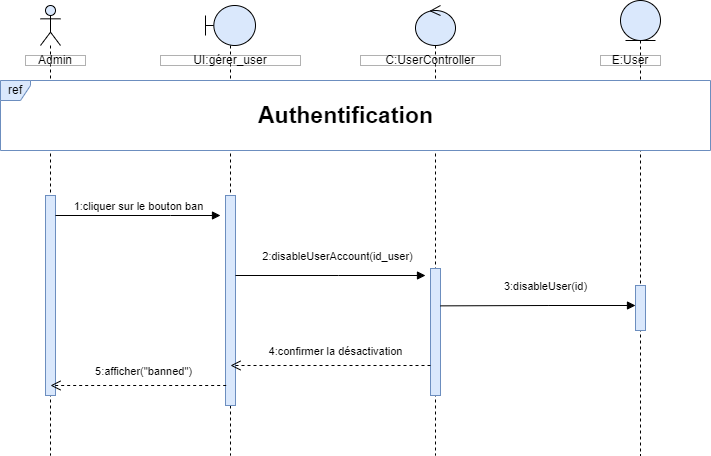 Admin
UI:gérer_user
C:UserController
E:User
ref
Authentification
1:cliquer sur le bouton ban
2:disableUserAccount(id_user)
3:disableUser(id)
4:confirmer la désactivation
5:afficher("banned")